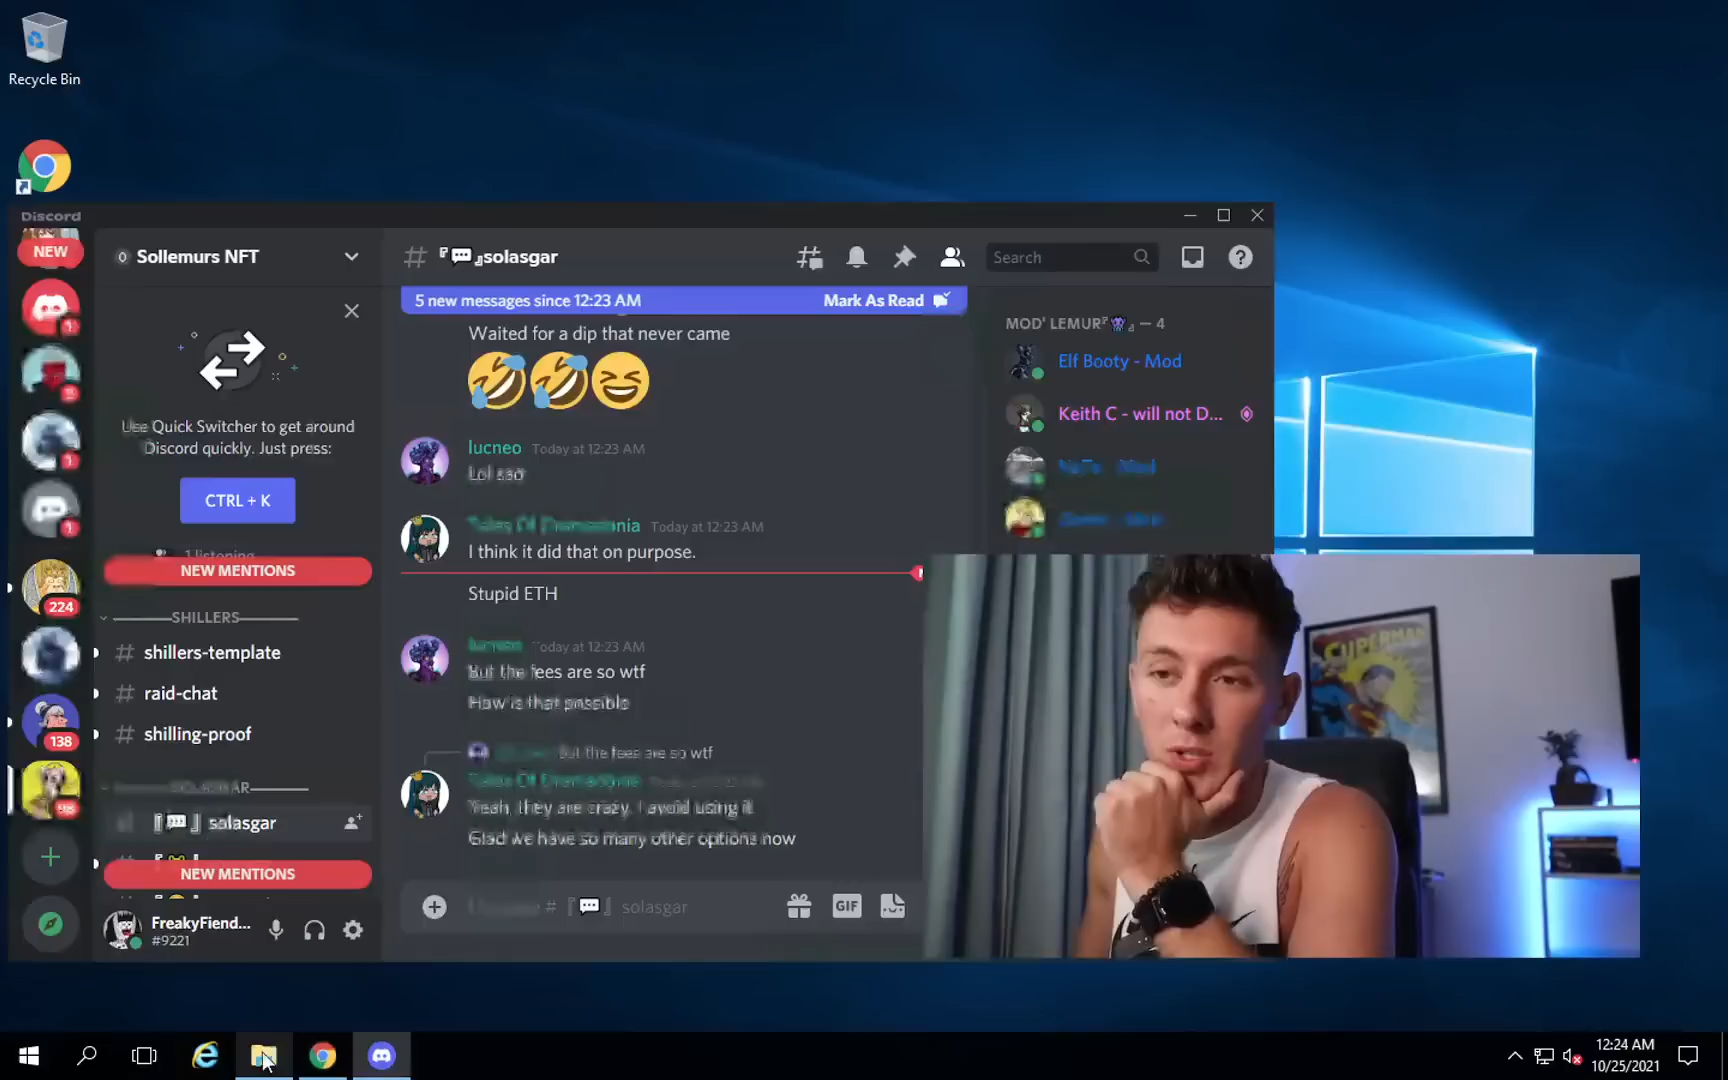 Recycle Bin
Discord
NEW
Sollemurs NFT
solasgar
Search
5 new messages since 12:23 AM
Mark As Read
Waited for a dip that never came
MOD' LEMUR — 4
Elf Booty - Mod
Keith C - will not D...
Use Quick Switcher to get around
Discord quickly. Just press:
CTRL + K
1 listening
NEW MENTIONS
SHILLERS
shillers-template
raid-chat
shilling-proof
solasgar
NEW MENTIONS
FreakyFiend...
#9221
224
138
lucneo Today at 12:23 AM
Today at 12:23 AM
I think it did that on purpose.
Stupid ETH
lucneo Today at 12:23 AM
But the fees are so wtf
How is that possible
But the fees are so wtf
Yeah, they are crazy. I avoid using it
Glad we have so many other options now
solasgar
GIF
SUPERMAN
12:24 AM
10/25/2021